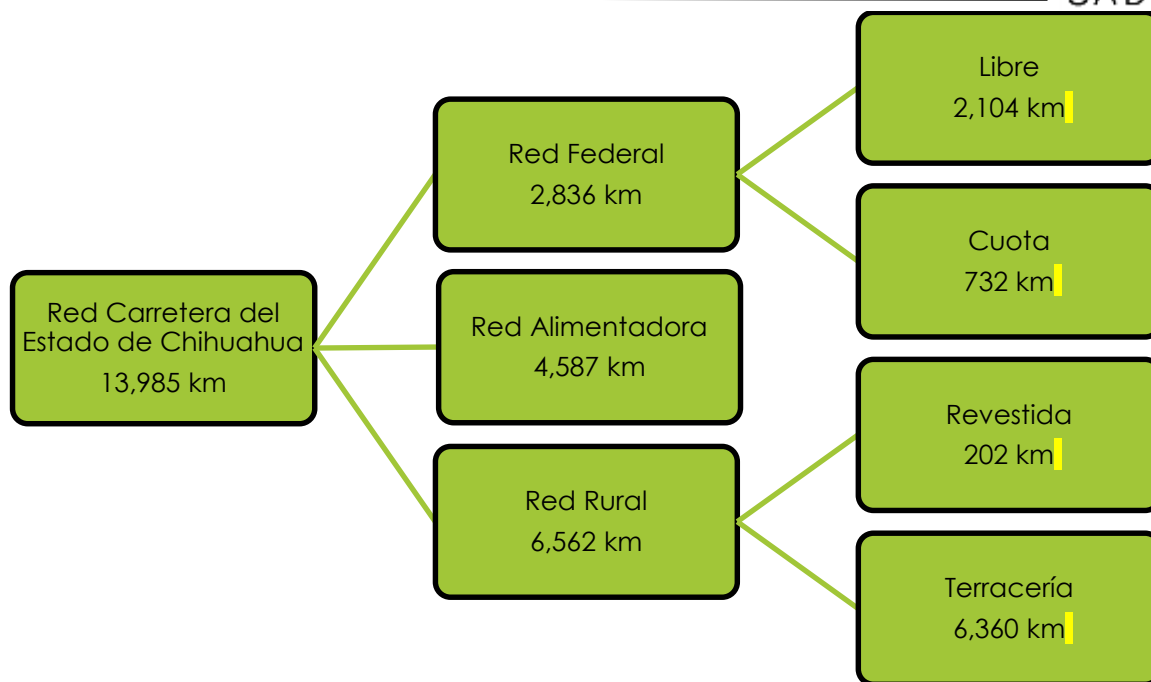 Libre
2,104 km
Red Federal
2,836 km
Cuota
732 km
Red Carretera del
Estado de Chihuahua
13,985 km
Red Alimentadora
4,587 km
Revestida
202 km
Red Rural
6,562 km
Terracería
6,360 km